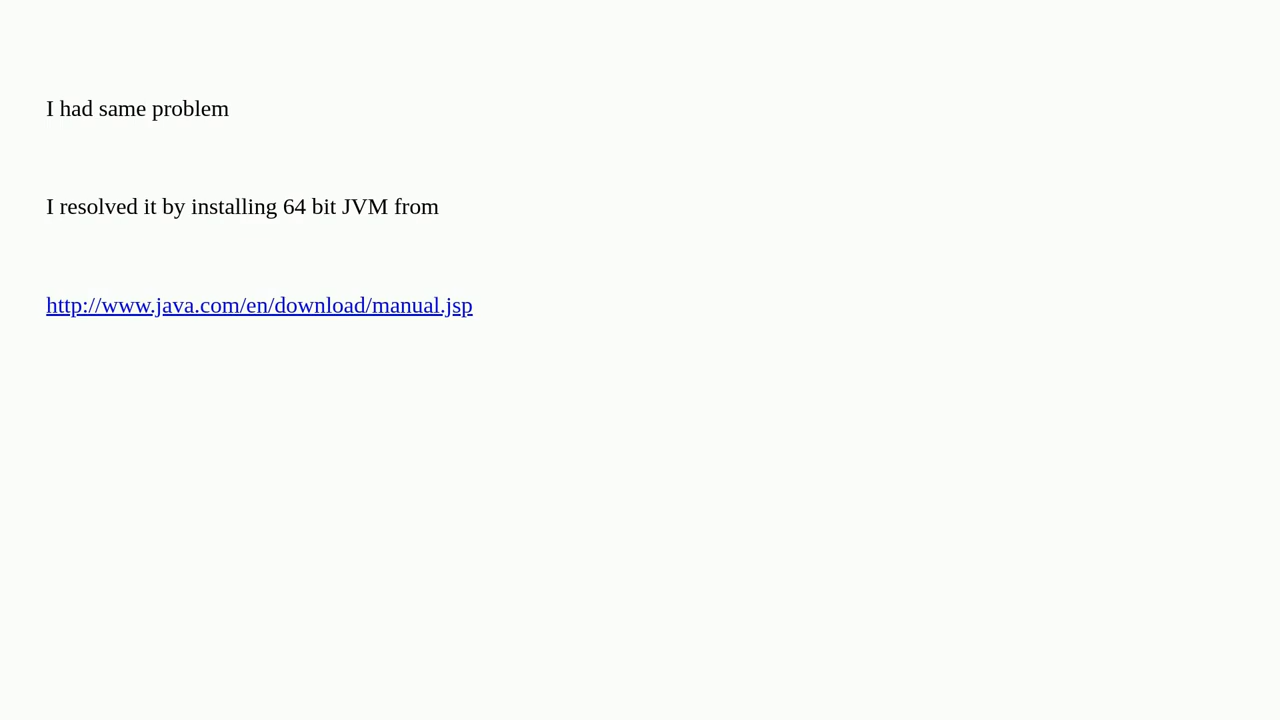 I had same problem
I resolved it by installing 64 bit JVM from
http://www.java.com/en/download/manual.jsp